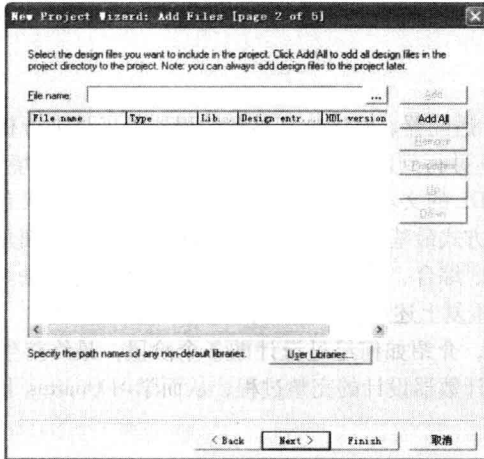 New Project Wizard: Add Files [page 2 of 5]
Select the design files you want to include in the project. Click Add All to add all design files in the
project directory to the project. Note: you can always add design files to the project later.
File name:
...
Add
File name Type Lib. Design entr. HDL version
Add All
Remove
Properties
Up
Down
Specify the path names of any non-default libraries.
User Libraries...
< Back
Next >
Finish
取消